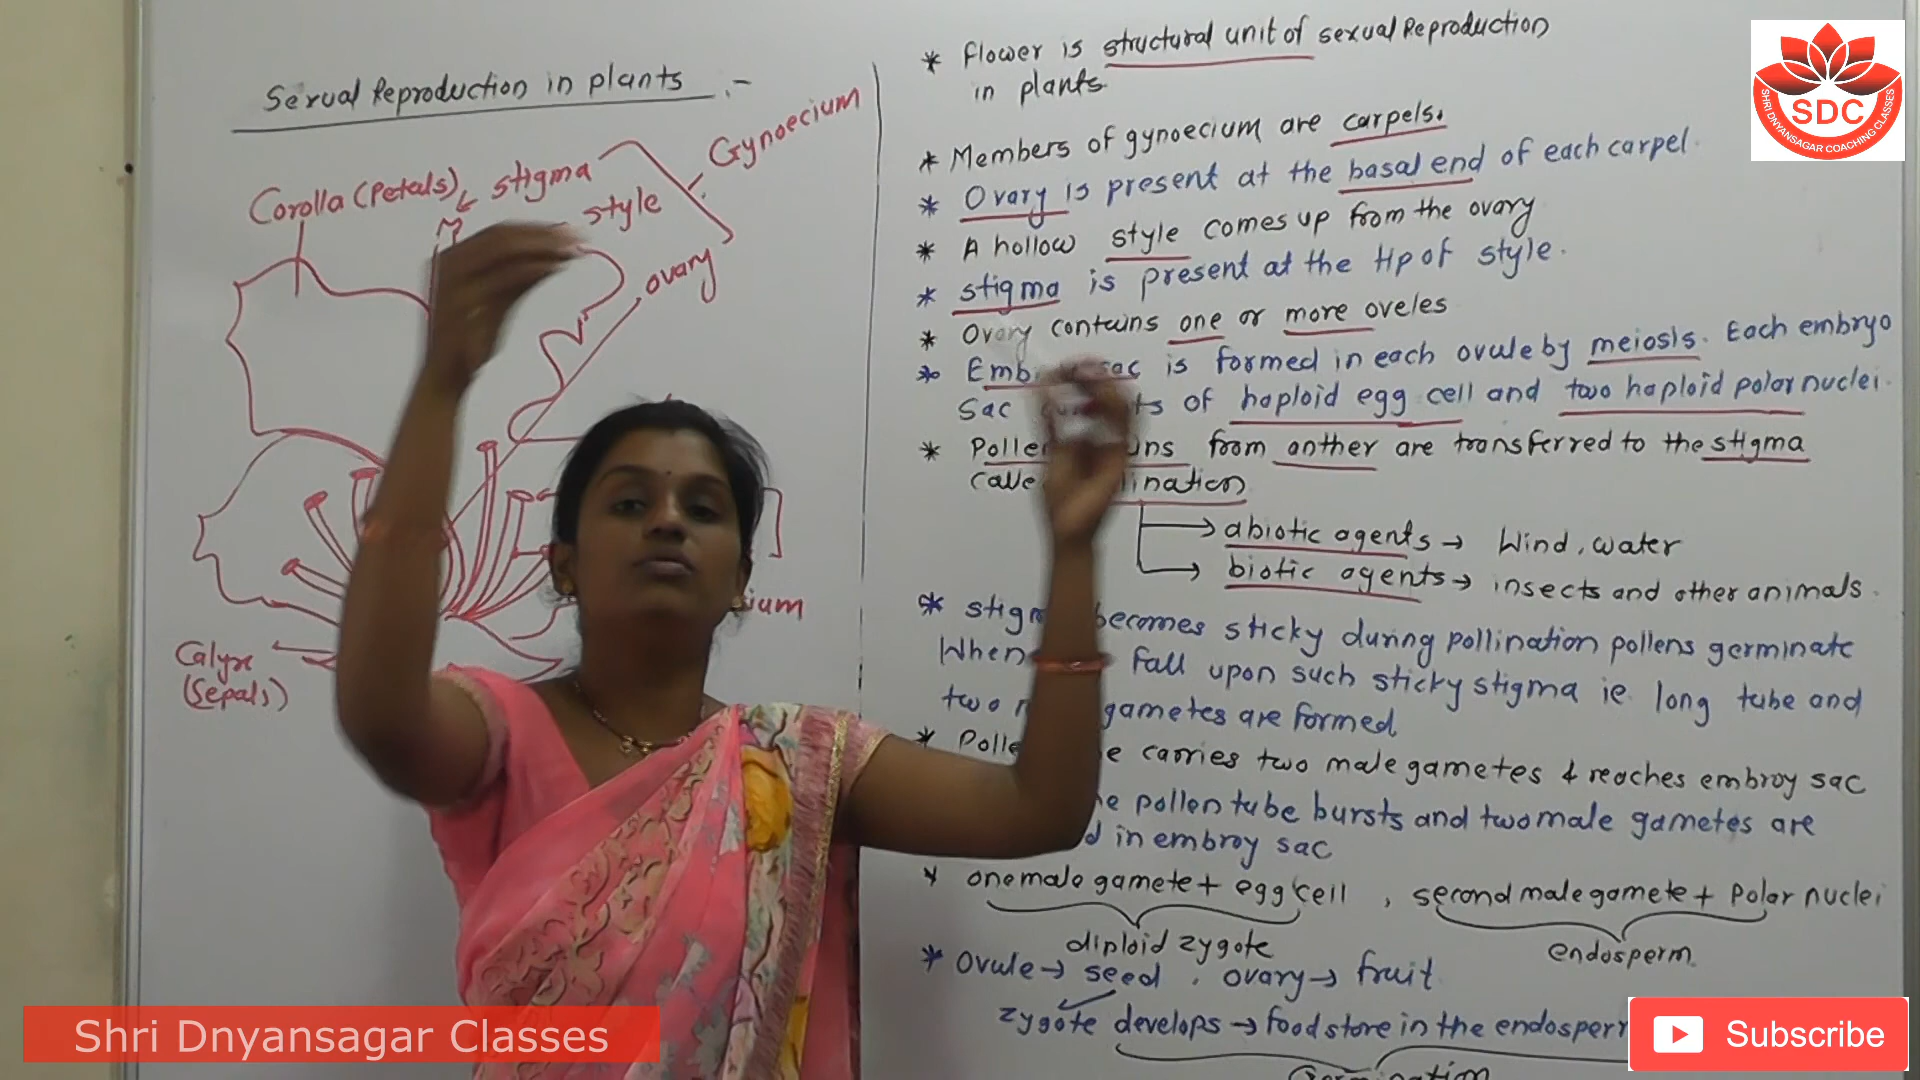 Sexual Reproduction in plants :-
Corolla (Petals)
stigma
style
Gynoecium
ovary
Calyx
(Sepals)
* Flower is structural unit of sexual Reproduction
in plants
* Members of gynoecium are carpels.
* Ovary is present at the basal end of each carpel.
* A hollow style comes up from the ovary
* stigma is present at the tip of style.
* Ovary contains one or more oveles
* sac is formed in each ovule by meiosis. Each embryo
Sac of haploid egg cell and two haploid polar nuclei.
* from anther are transferred to the stigma
abiotic agents → Wind, water
biotic agents → insects and other animals.
* becomes sticky during pollination pollens germinate
When fall upon such sticky stigma ie. long tube and
two gametes are formed
* carries two male gametes & reaches embroy sac
pollen tube bursts and two male gametes are
in embroy sac
* one male gamete + egg cell , second male gamete + Polar nuclei
diploid zygote endosperm
* Ovule → seed , ovary → fruit.
zygote develops → food store in the
SHRI DNYANSAGAR COACHING CLASSES
SDC
Shri Dnyansagar Classes
Subscribe